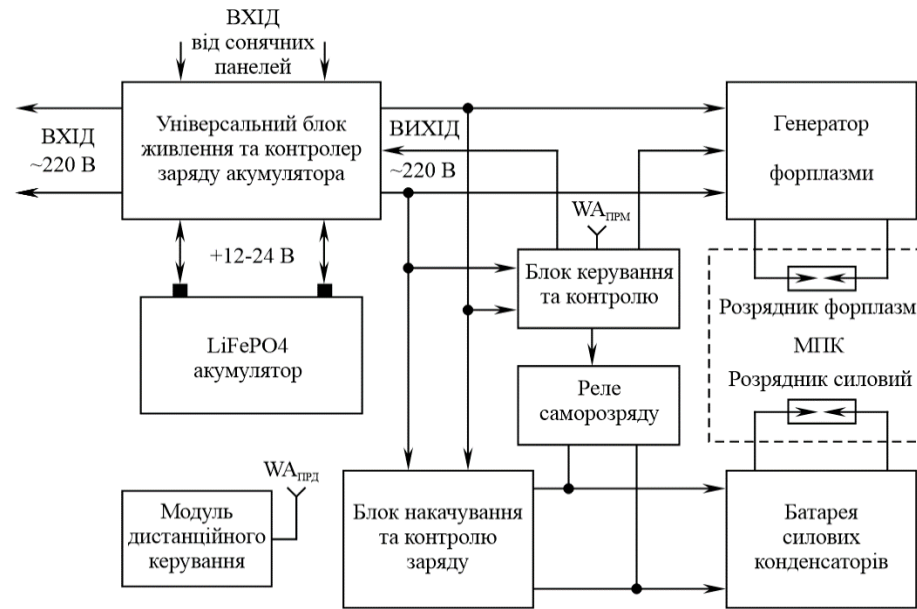 ВХІД
від сонячних
панелей
Універсальний блок
живлення та контролер
заряду акумулятора
ВХІД
~220 В
ВИХІД
~220 В
Генератор
форплазми
+12-24 В
LiFePO4
акумулятор
WAПРМ
Блок керування
та контролю
Розрядник форплазм
МПК
Розрядник силовий
Реле
саморозряду
WAПРД
Модуль
дистанційного
керування
Блок накачування
та контролю
заряду
Батарея
силових
конденсаторів